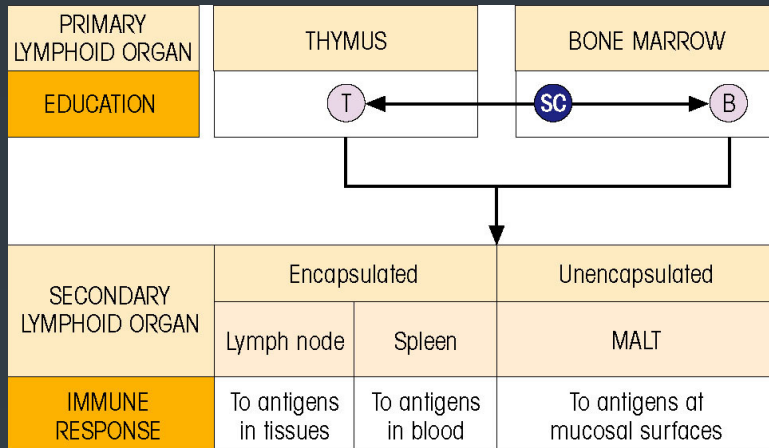 PRIMARY
LYMPHOID ORGAN
THYMUS
BONE MARROW
EDUCATION
T
SC
B
SECONDARY
LYMPHOID ORGAN
Encapsulated
Unencapsulated
Lymph node
Spleen
MALT
IMMUNE
RESPONSE
To antigens
in tissues
To antigens
in blood
To antigens at
mucosal surfaces